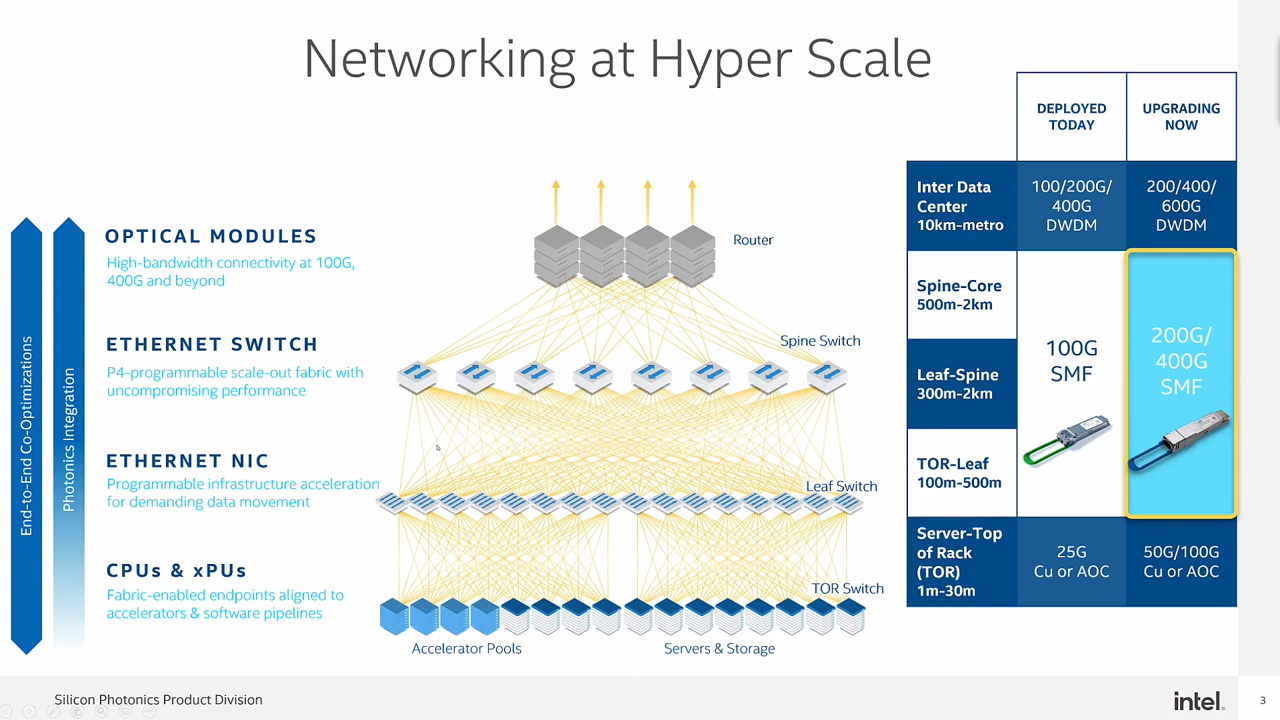 Networking at Hyper Scale
End-to-End Co-Optimizations
Photonics Integration
OPTICAL MODULES
High-bandwidth connectivity at 100G,
400G and beyond
ETHERNET SWITCH
P4-programmable scale-out fabric with
uncompromising performance
ETHERNET NIC
Programmable infrastructure acceleration
for demanding data movement
CPUs & xPUs
Fabric-enabled endpoints aligned to
accelerators & software pipelines
Router
Spine Switch
Leaf Switch
TOR Switch
Accelerator Pools
Servers & Storage
DEPLOYED
TODAY
UPGRADING
NOW
Inter Data
Center
10km-metro
100/200G/
400G
DWDM
200/400/
600G
DWDM
Spine-Core
500m-2km
Leaf-Spine
300m-2km
TOR-Leaf
100m-500m
100G
SMF
200G/
400G
SMF
Server-Top
of Rack
(TOR)
1m-30m
25G
Cu or AOC
50G/100G
Cu or AOC
Silicon Photonics Product Division
intel.
3